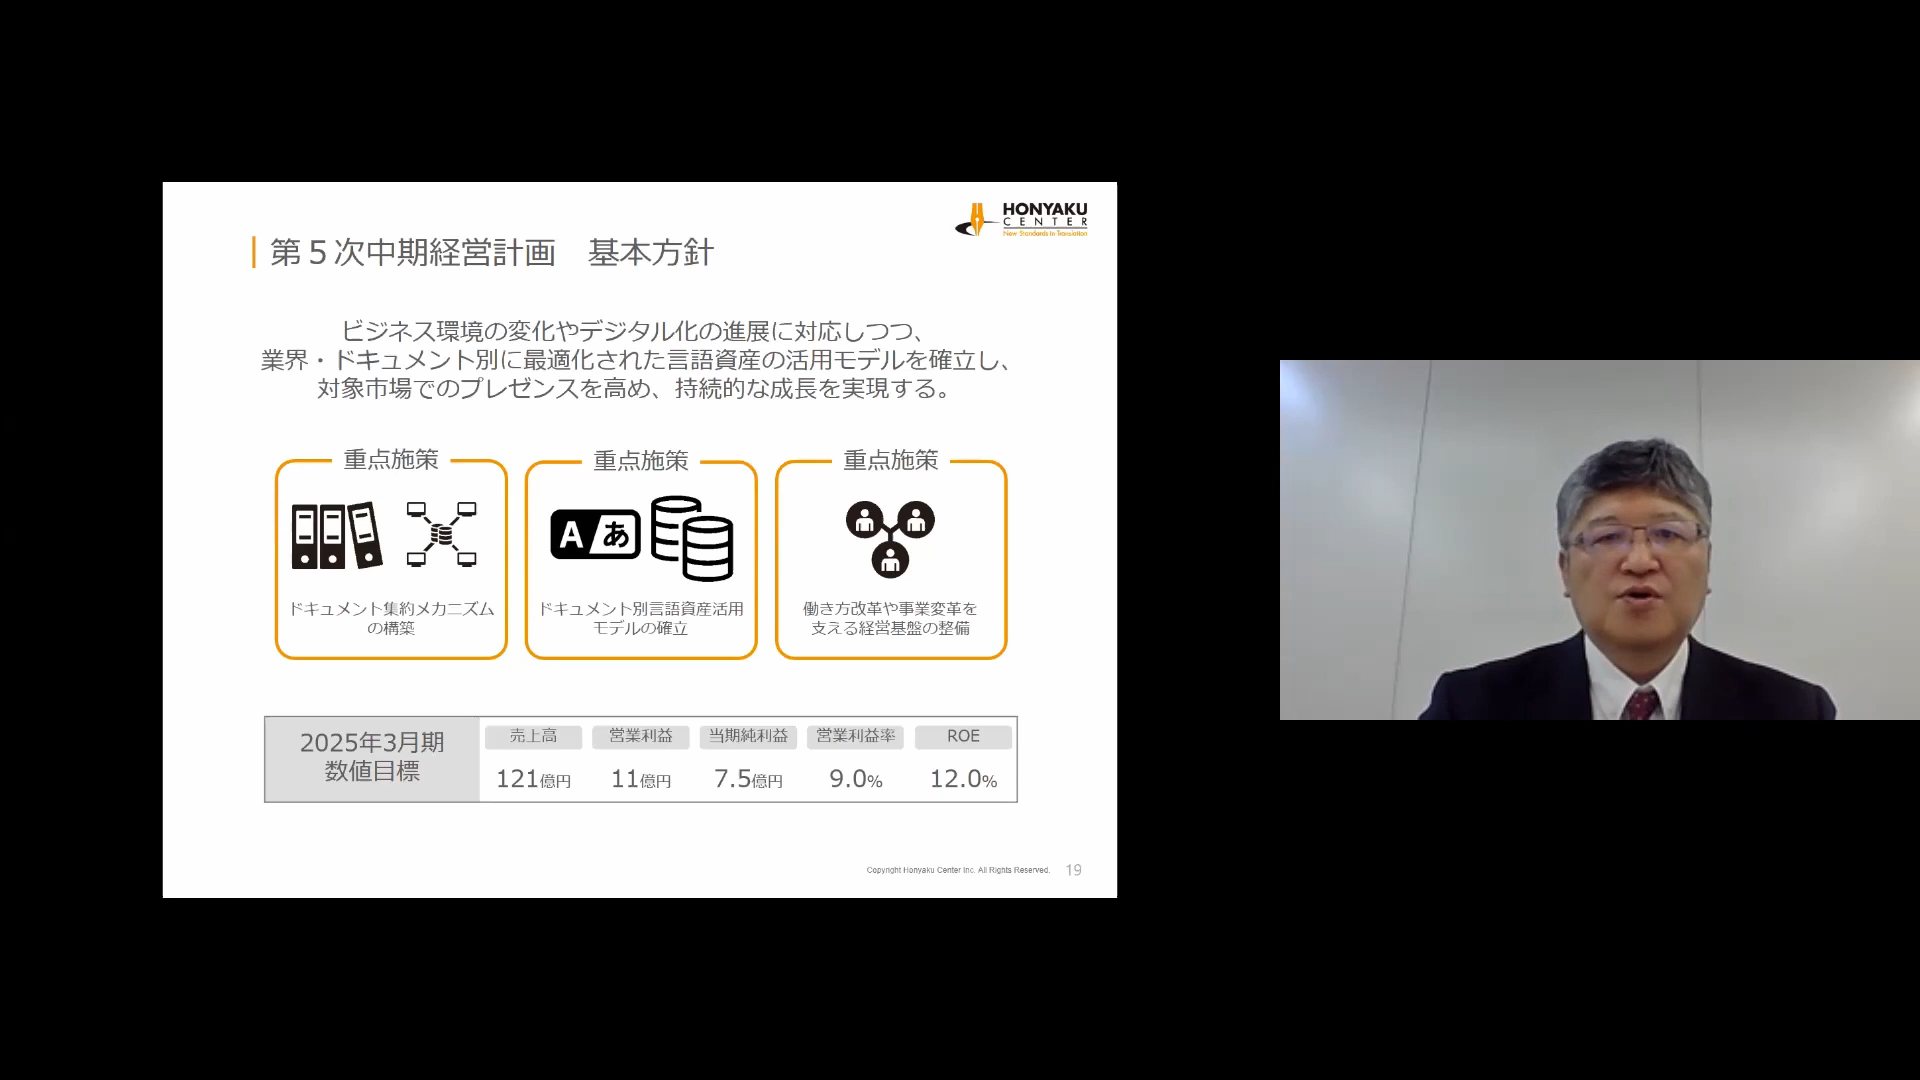 HONYAKU
CENTER
New Standards in Translation
第５次中期経営計画　基本方針
ビジネス環境の変化やデジタル化の進展に対応しつつ、
業界・ドキュメント別に最適化された言語資産の活用モデルを確立し、
対象市場でのプレゼンスを高め、持続的な成長を実現する。
重点施策
A あ
ドキュメント集約メカニズム
の構築
重点施策
ドキュメント別言語資産活用
モデルの確立
重点施策
働き方改革や事業変革を
支える経営基盤の整備
2025年3月期
数値目標
売上高 営業利益 当期純利益 営業利益率 ROE
121億円 11億円 7.5億円 9.0% 12.0%
Copyright Honyaku Center Inc. All Rights Reserved. 19